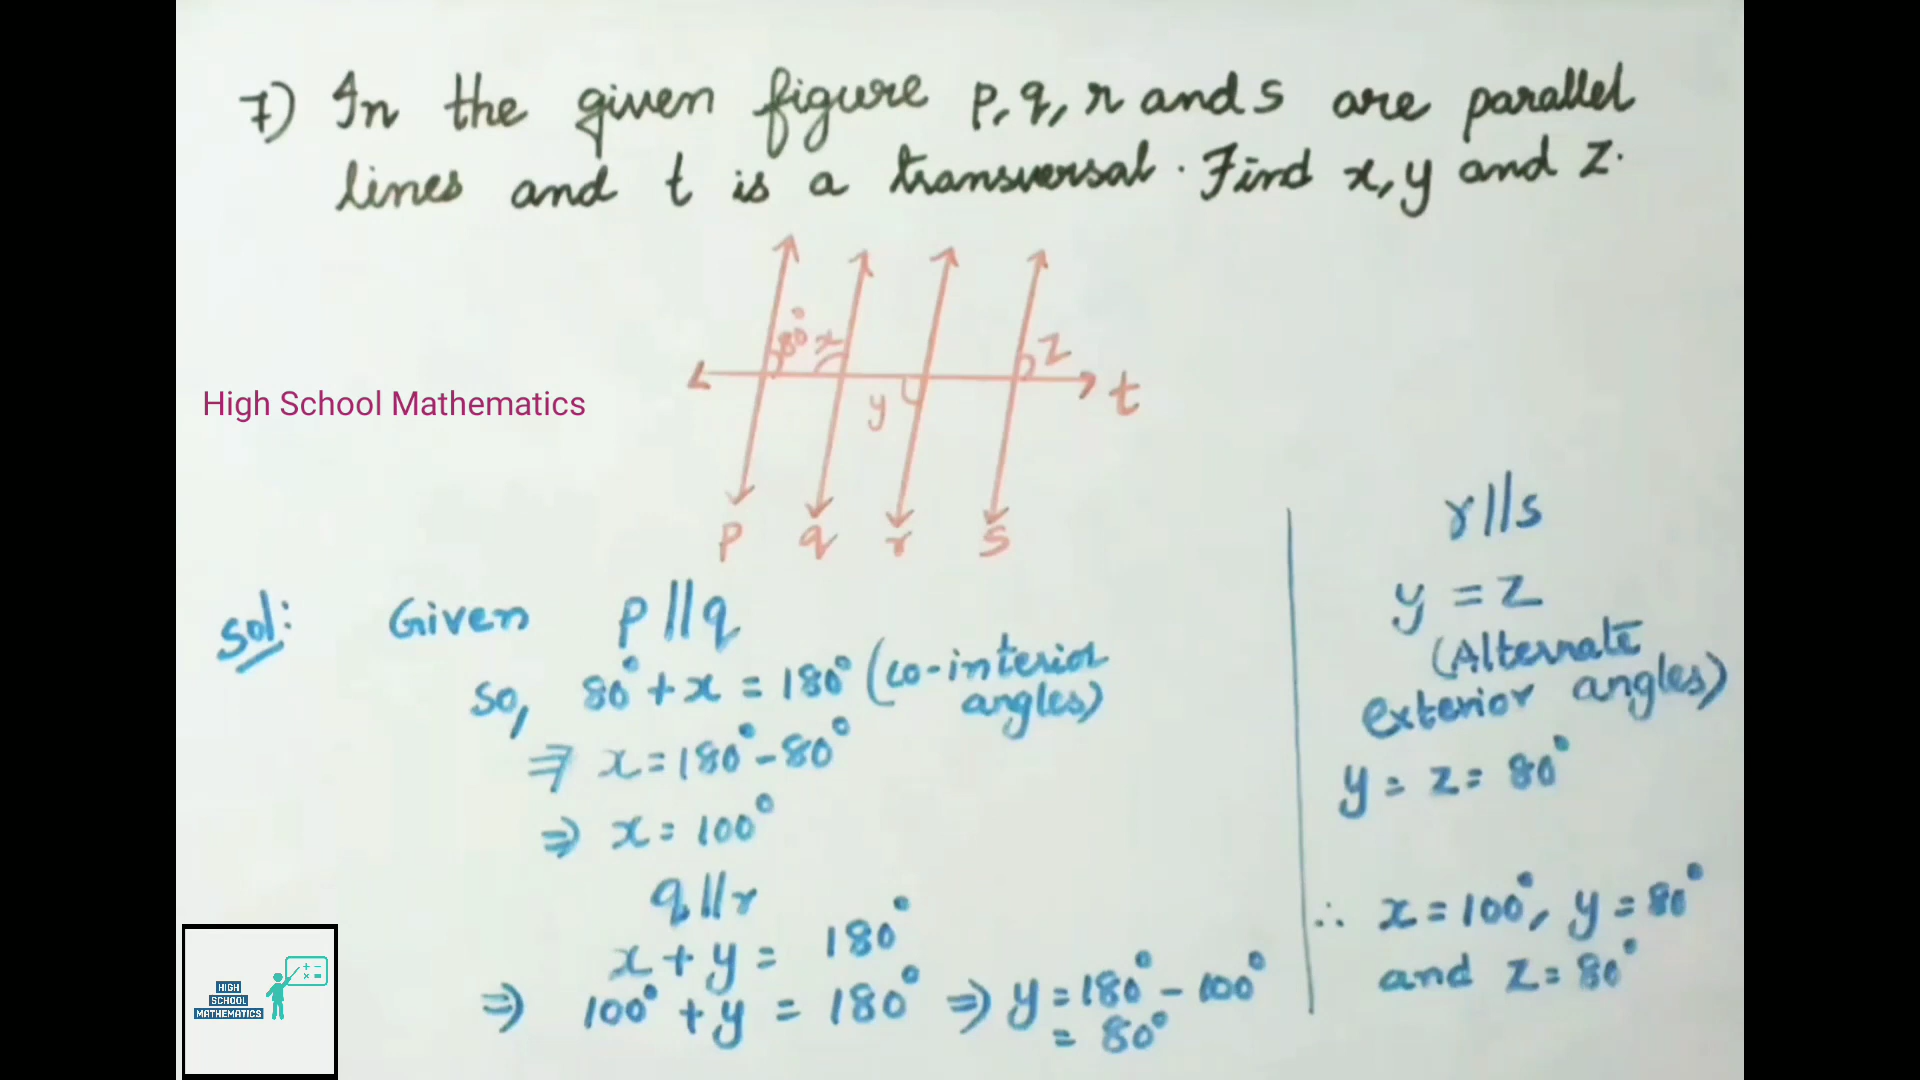 7) In the given figure p, q, r and s are parallel
lines and t is a transversal. Find x, y and z.
80° x
z
High School Mathematics
t
y
p q r s
Sol: Given p||q
So, 80° + x = 180° (co-interior
angles)
⇒ x = 180° - 80°
⇒ x = 100°
q||r
x + y = 180°
⇒ 100° + y = 180° ⇒ y = 180° - 100°
= 80°
r||s
y = z
(Alternate
exterior angles)
y = z = 80°
∴ x = 100°, y = 80°
and z = 80°
HIGH
SCHOOL
MATHEMATICS